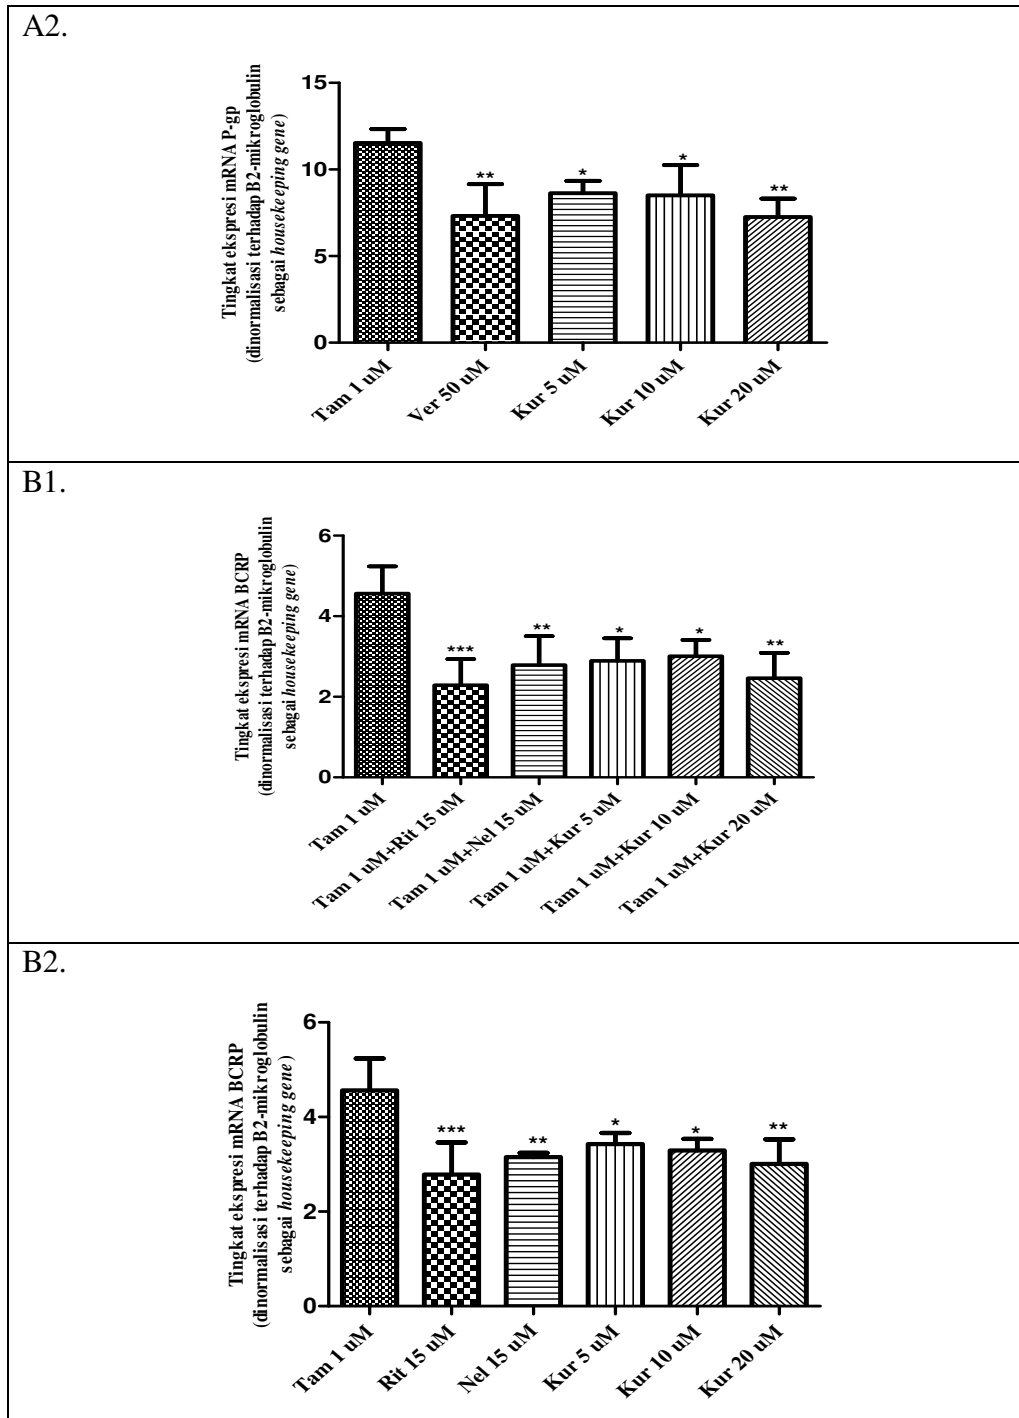 A2.
Tingkat ekspresi mRNA P-gp
(dinormalisasi terhadap B2-mikroglobulin
sebagai housekeeping gene)
15
10
5
0
**
*
*
**
Tam 1 uM
Ver 50 uM
Kur 5 uM
Kur 10 uM
Kur 20 uM
B1.
Tingkat ekspresi mRNA BCRP
(dinormalisasi terhadap B2-mikroglobulin
sebagai housekeeping gene)
6
4
2
0
***
**
*
*
**
Tam 1 uM
Tam 1 uM+Rit 15 uM
Tam 1 uM+Nel 15 uM
Tam 1 uM+Kur 5 uM
Tam 1 uM+Kur 10 uM
Tam 1 uM+Kur 20 uM
B2.
Tingkat ekspresi mRNA BCRP
(dinormalisasi terhadap B2-mikroglobulin
sebagai housekeeping gene)
6
4
2
0
***
**
*
*
**
Tam 1 uM
Rit 15 uM
Nel 15 uM
Kur 5 uM
Kur 10 uM
Kur 20 uM